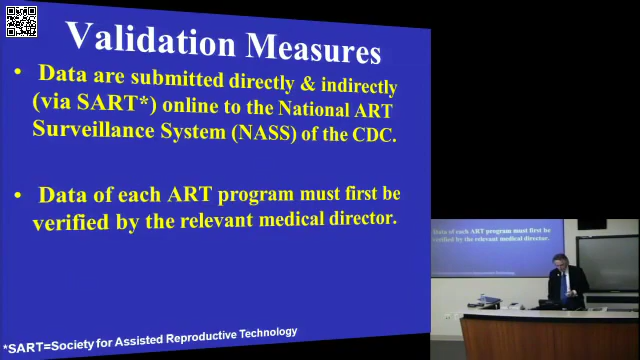 Validation Measures
• Data are submitted directly & indirectly
(via SART*) online to the National ART
Surveillance System (NASS) of the CDC.
• Data of each ART program must first be
verified by the relevant medical director.
*SART=Society for Assisted Reproductive Technology
Data of each ART program must first be
verified by the relevant medical director.